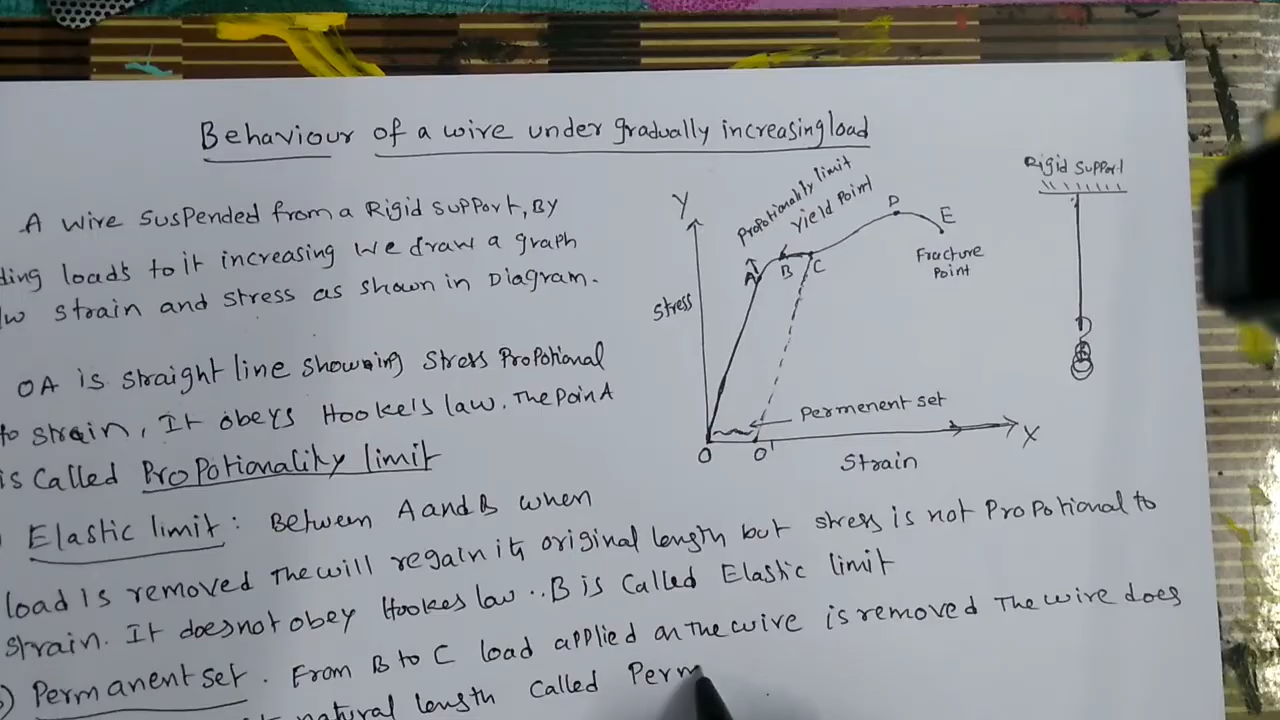 Behaviour of a wire under gradually increasing load
A wire suspended from a Rigid support, By
ding loads to it increasing we draw a graph
/w strain and stress as shown in Diagram.
OA is straight line showing stress propotional
to strain, It obeys Hooke's law. The poin A
is called Propotionality limit
Elastic limit: Between A and B when
load is removed The will regain its original length but stress is not propotional to
strain. It does not obey Hookes law ∴ B is called Elastic limit
) Permanent set. From B to C load applied on the wire is removed The wire does
natural length called Perm
Y
Stress
Propotionality limit
yield point
A
B
C
D
E
Fracture
Point
Permenent set
O
O'
Strain
X
Rigid support